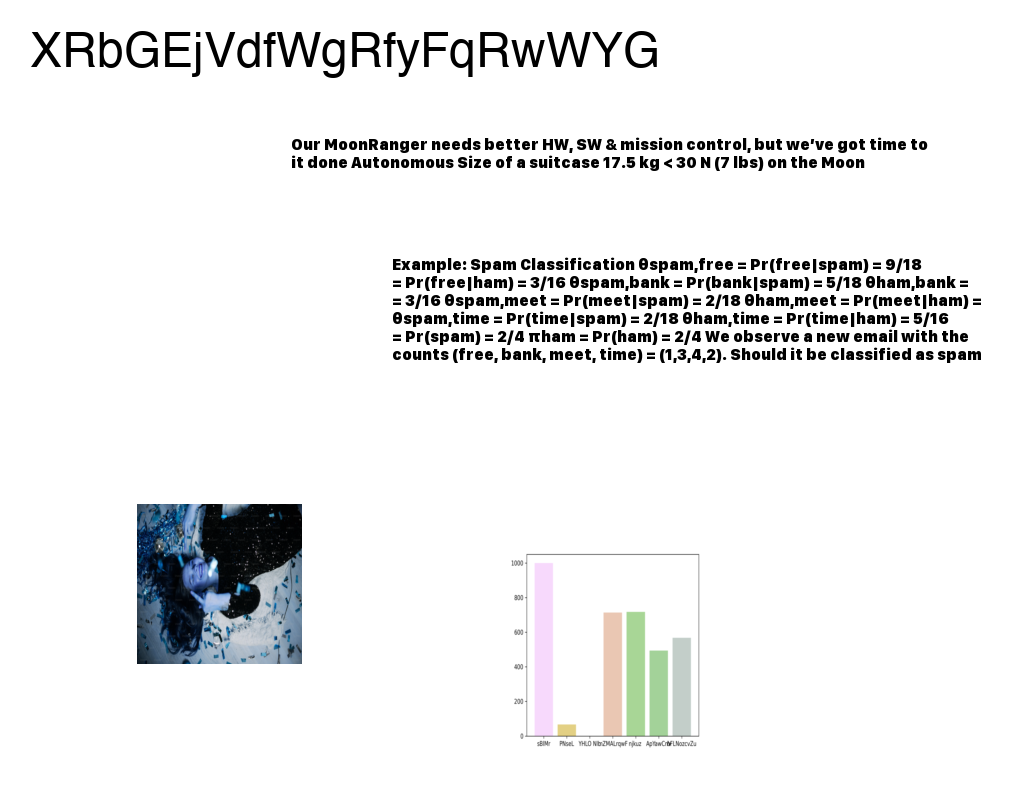 XRbGEjVdfWgRfyFqRwWYG
Our MoonRanger needs better HW, SW & mission control, but we've got time to
it done Autonomous Size of a suitcase 17.5 kg < 30 N (7 lbs) on the Moon
Example: Spam Classification θspam,free = Pr(free|spam) = 9/18
= Pr(free|ham) = 3/16 θspam,bank = Pr(bank|spam) = 5/18 θham,bank =
= 3/16 θspam,meet = Pr(meet|spam) = 2/18 θham,meet = Pr(meet|ham) =
θspam,time = Pr(time|spam) = 2/18 θham,time = Pr(time|ham) = 5/16
= Pr(spam) = 2/4 πham = Pr(ham) = 2/4 We observe a new email with the
counts (free, bank, meet, time) = (1,3,4,2). Should it be classified as spam
1000
800
600
400
200
0
sBIMr PNseL YHLO njkuz